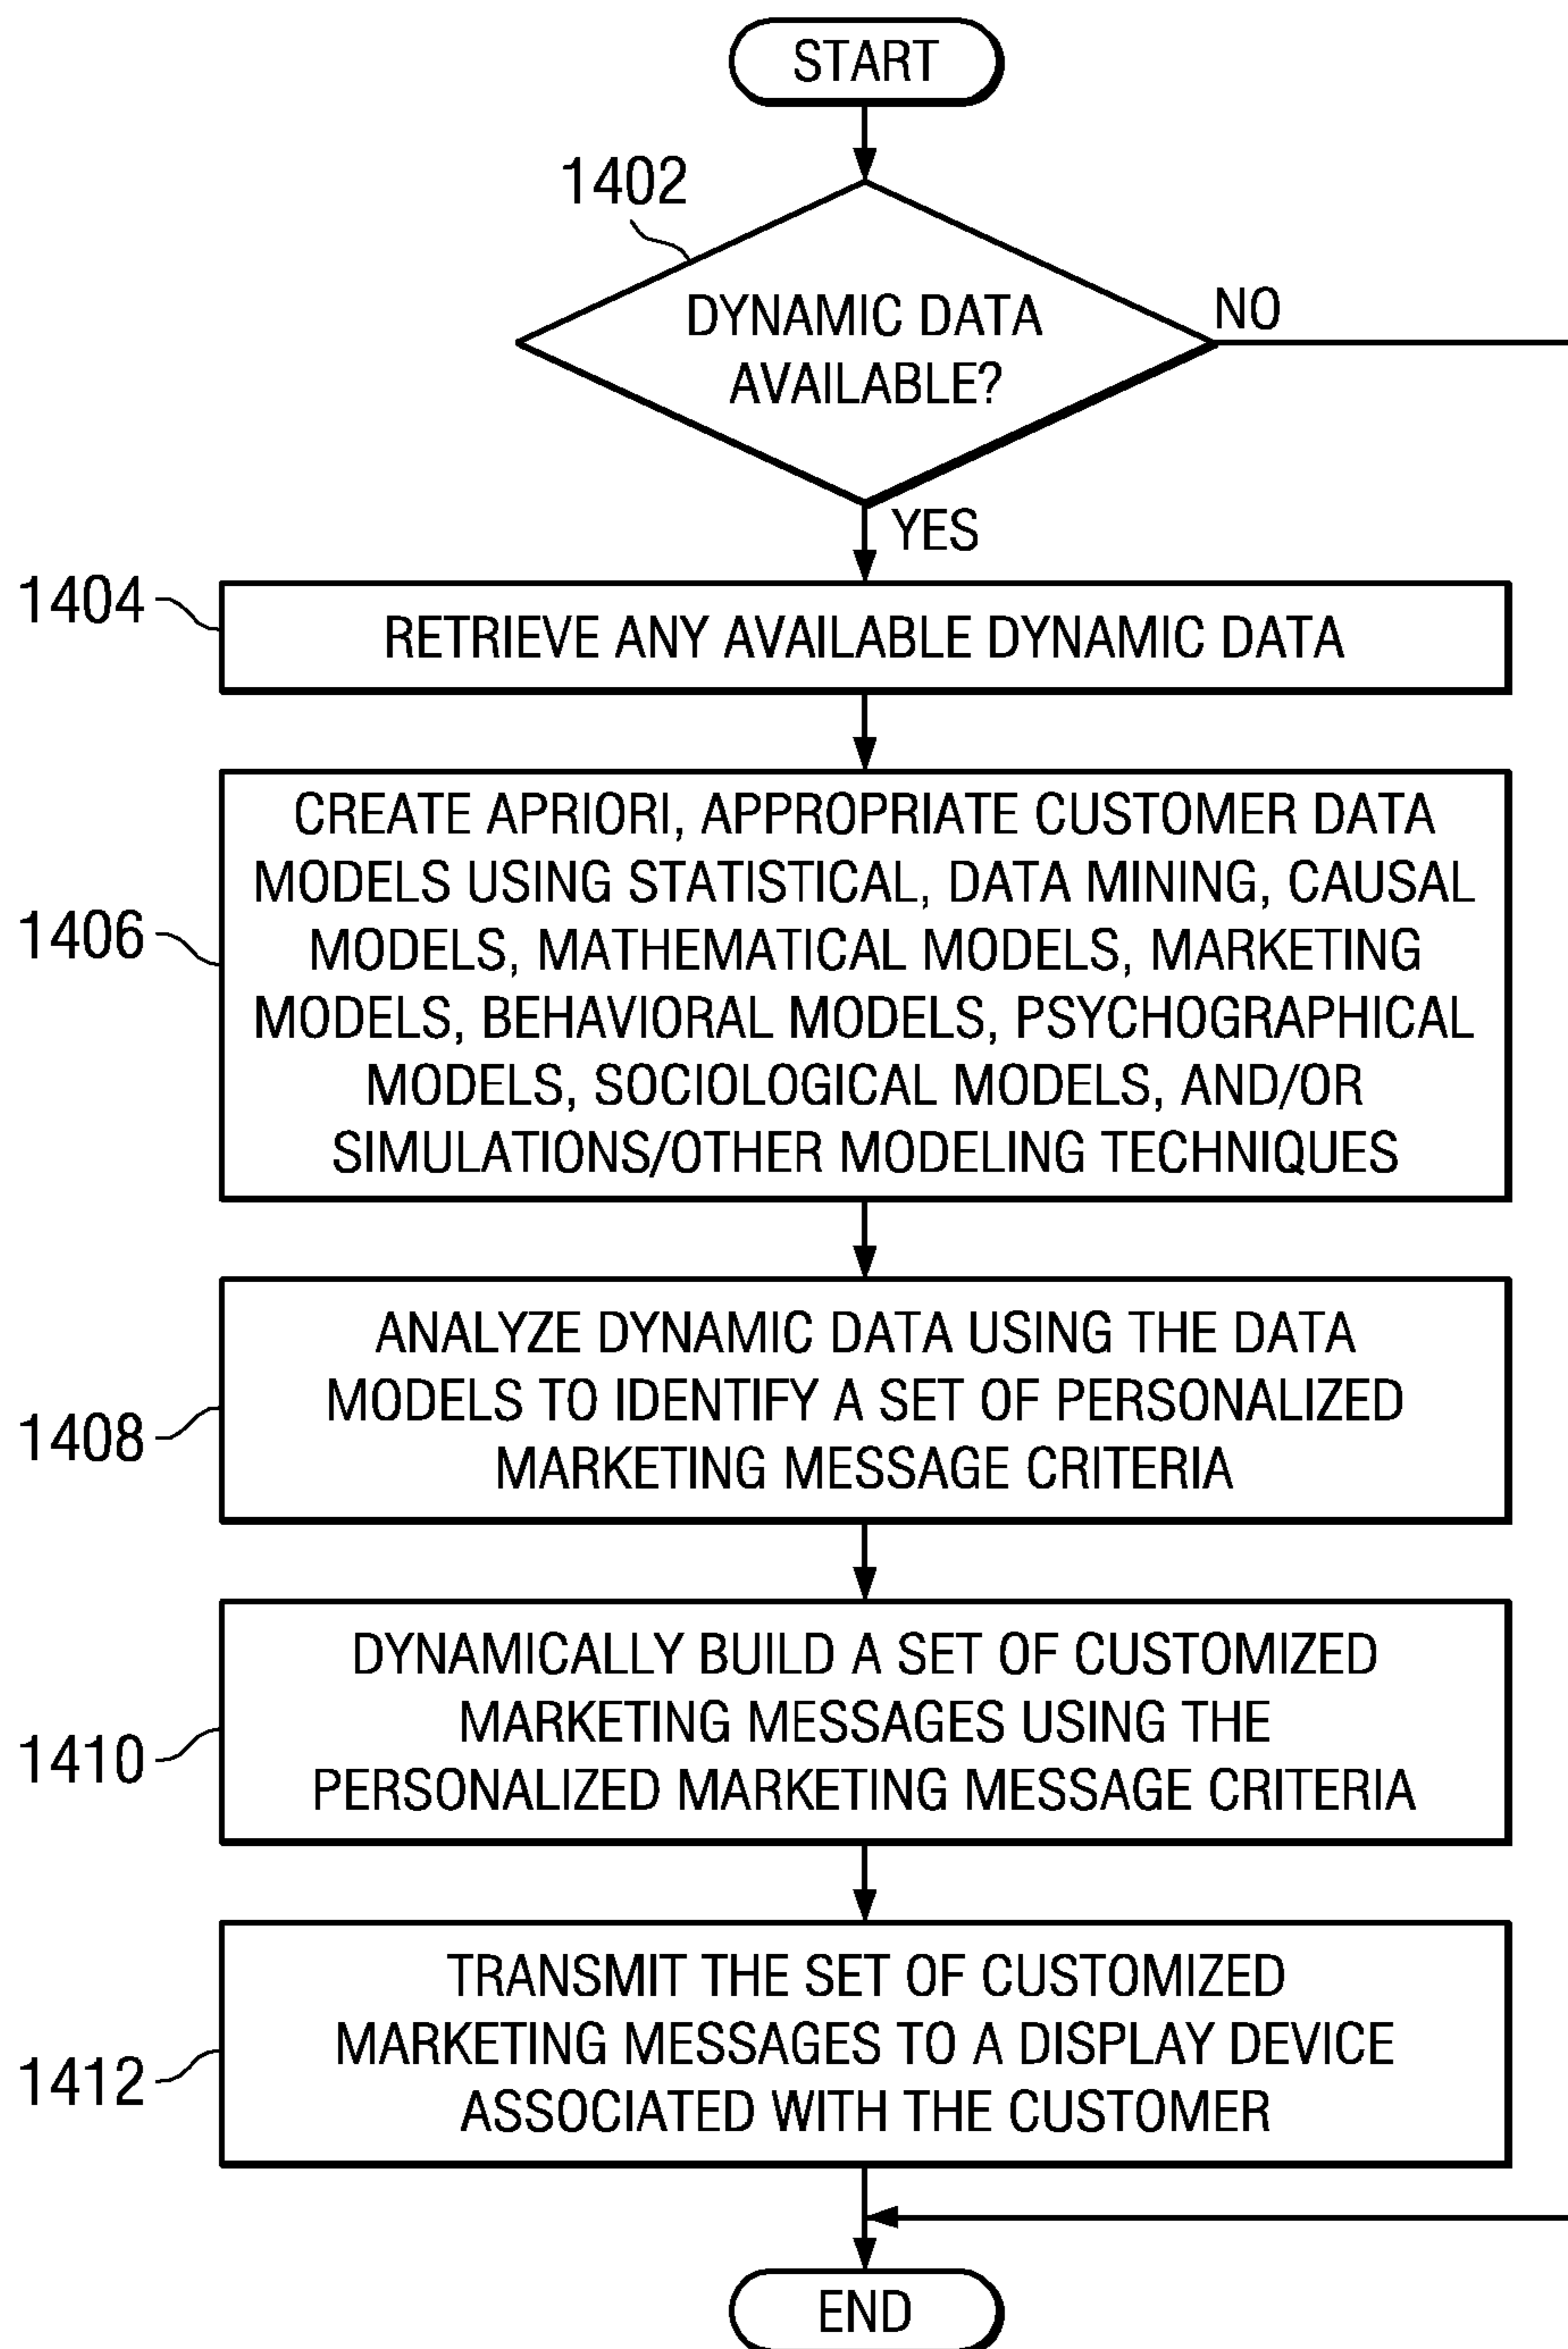 START
1402
DYNAMIC DATA
AVAILABLE?
NO
YES
1404
RETRIEVE ANY AVAILABLE DYNAMIC DATA
1406
CREATE APRIORI, APPROPRIATE CUSTOMER DATA
MODELS USING STATISTICAL, DATA MINING, CAUSAL
MODELS, MATHEMATICAL MODELS, MARKETING
MODELS, BEHAVIORAL MODELS, PSYCHOGRAPHICAL
MODELS, SOCIOLOGICAL MODELS, AND/OR
SIMULATIONS/OTHER MODELING TECHNIQUES
1408
ANALYZE DYNAMIC DATA USING THE DATA
MODELS TO IDENTIFY A SET OF PERSONALIZED
MARKETING MESSAGE CRITERIA
1410
DYNAMICALLY BUILD A SET OF CUSTOMIZED
MARKETING MESSAGES USING THE
PERSONALIZED MARKETING MESSAGE CRITERIA
1412
TRANSMIT THE SET OF CUSTOMIZED
MARKETING MESSAGES TO A DISPLAY DEVICE
ASSOCIATED WITH THE CUSTOMER
END